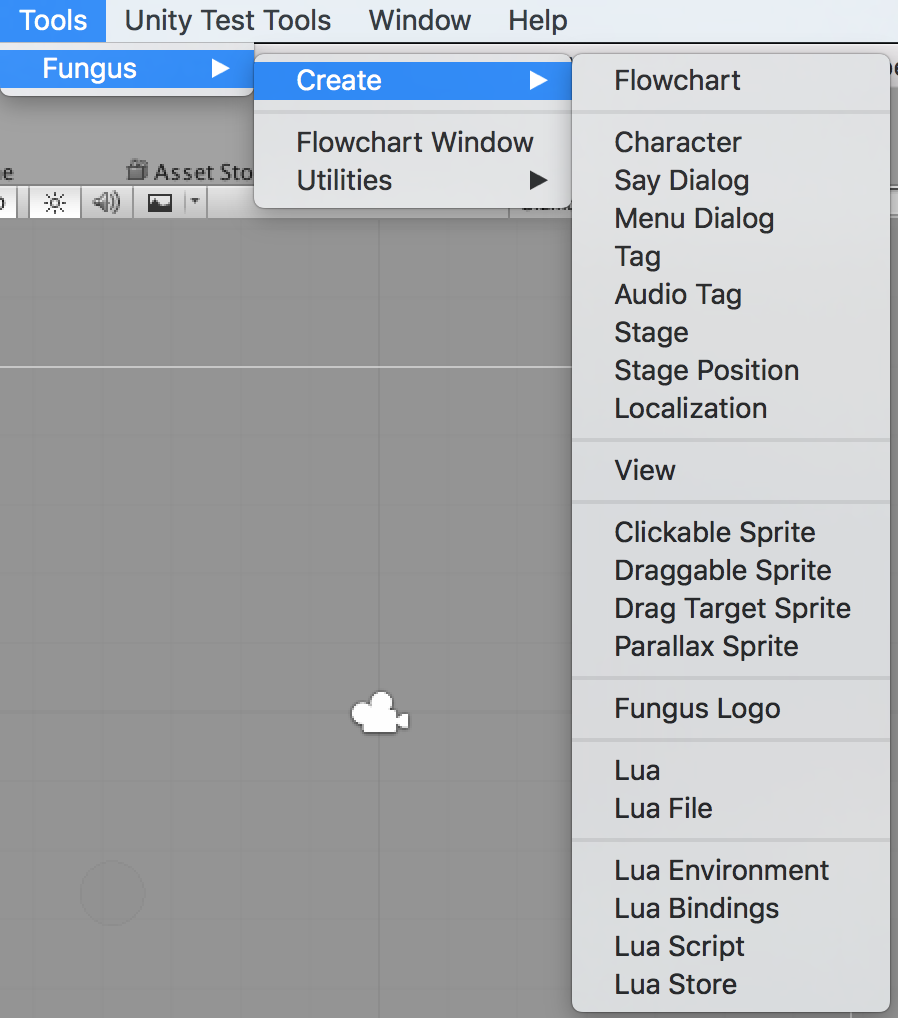 Tools Unity Test Tools Window Help
Fungus
Create
Flowchart Window
Utilities
Asset Sto
Flowchart
Character
Say Dialog
Menu Dialog
Tag
Audio Tag
Stage
Stage Position
Localization
View
Clickable Sprite
Draggable Sprite
Drag Target Sprite
Parallax Sprite
Fungus Logo
Lua
Lua File
Lua Environment
Lua Bindings
Lua Script
Lua Store